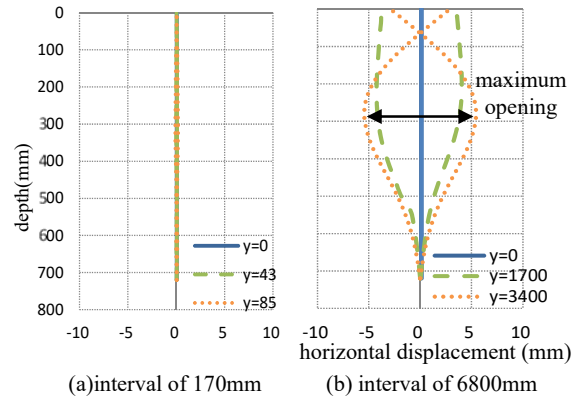 0
100
200
300
400
500
600
700
800
depth(mm)
y=0
y=43
y=85
-10 -5 0 5 10
maximum
opening
y=0
y=1700
y=3400
-10 -5 0 5 10
horizontal displacement (mm)
(a)interval of 170mm
(b) interval of 6800mm